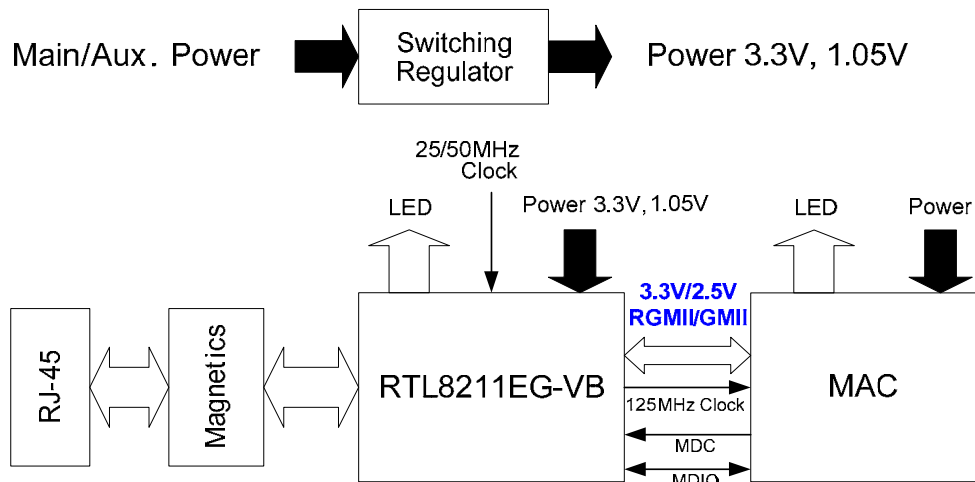 Main/Aux. Power
Switching
Regulator
Power 3.3V, 1.05V
25/50MHz
Clock
LED
Power 3.3V, 1.05V
LED
Power
3.3V/2.5V
RGMII/GMII
RJ-45
Magnetics
RTL8211EG-VB
MAC
125MHz Clock
MDC
MDIO